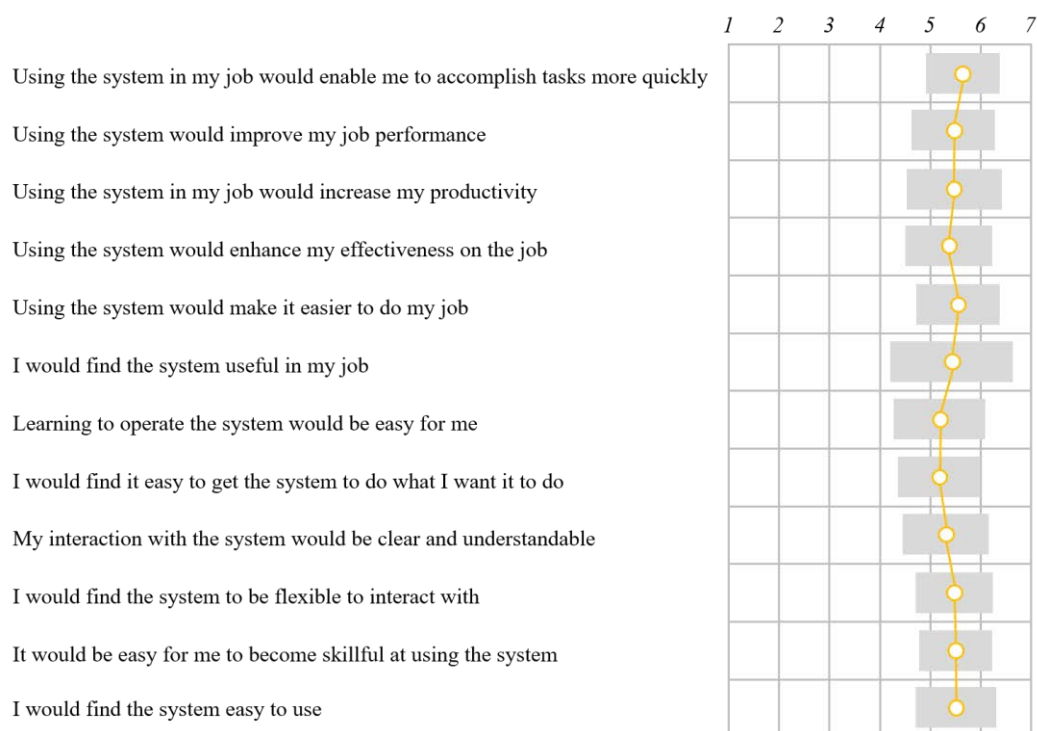 1 2 3 4 5 6 7
Using the system in my job would enable me to accomplish tasks more quickly
Using the system would improve my job performance
Using the system in my job would increase my productivity
Using the system would enhance my effectiveness on the job
Using the system would make it easier to do my job
I would find the system useful in my job
Learning to operate the system would be easy for me
I would find it easy to get the system to do what I want it to do
My interaction with the system would be clear and understandable
I would find the system to be flexible to interact with
It would be easy for me to become skillful at using the system
I would find the system easy to use